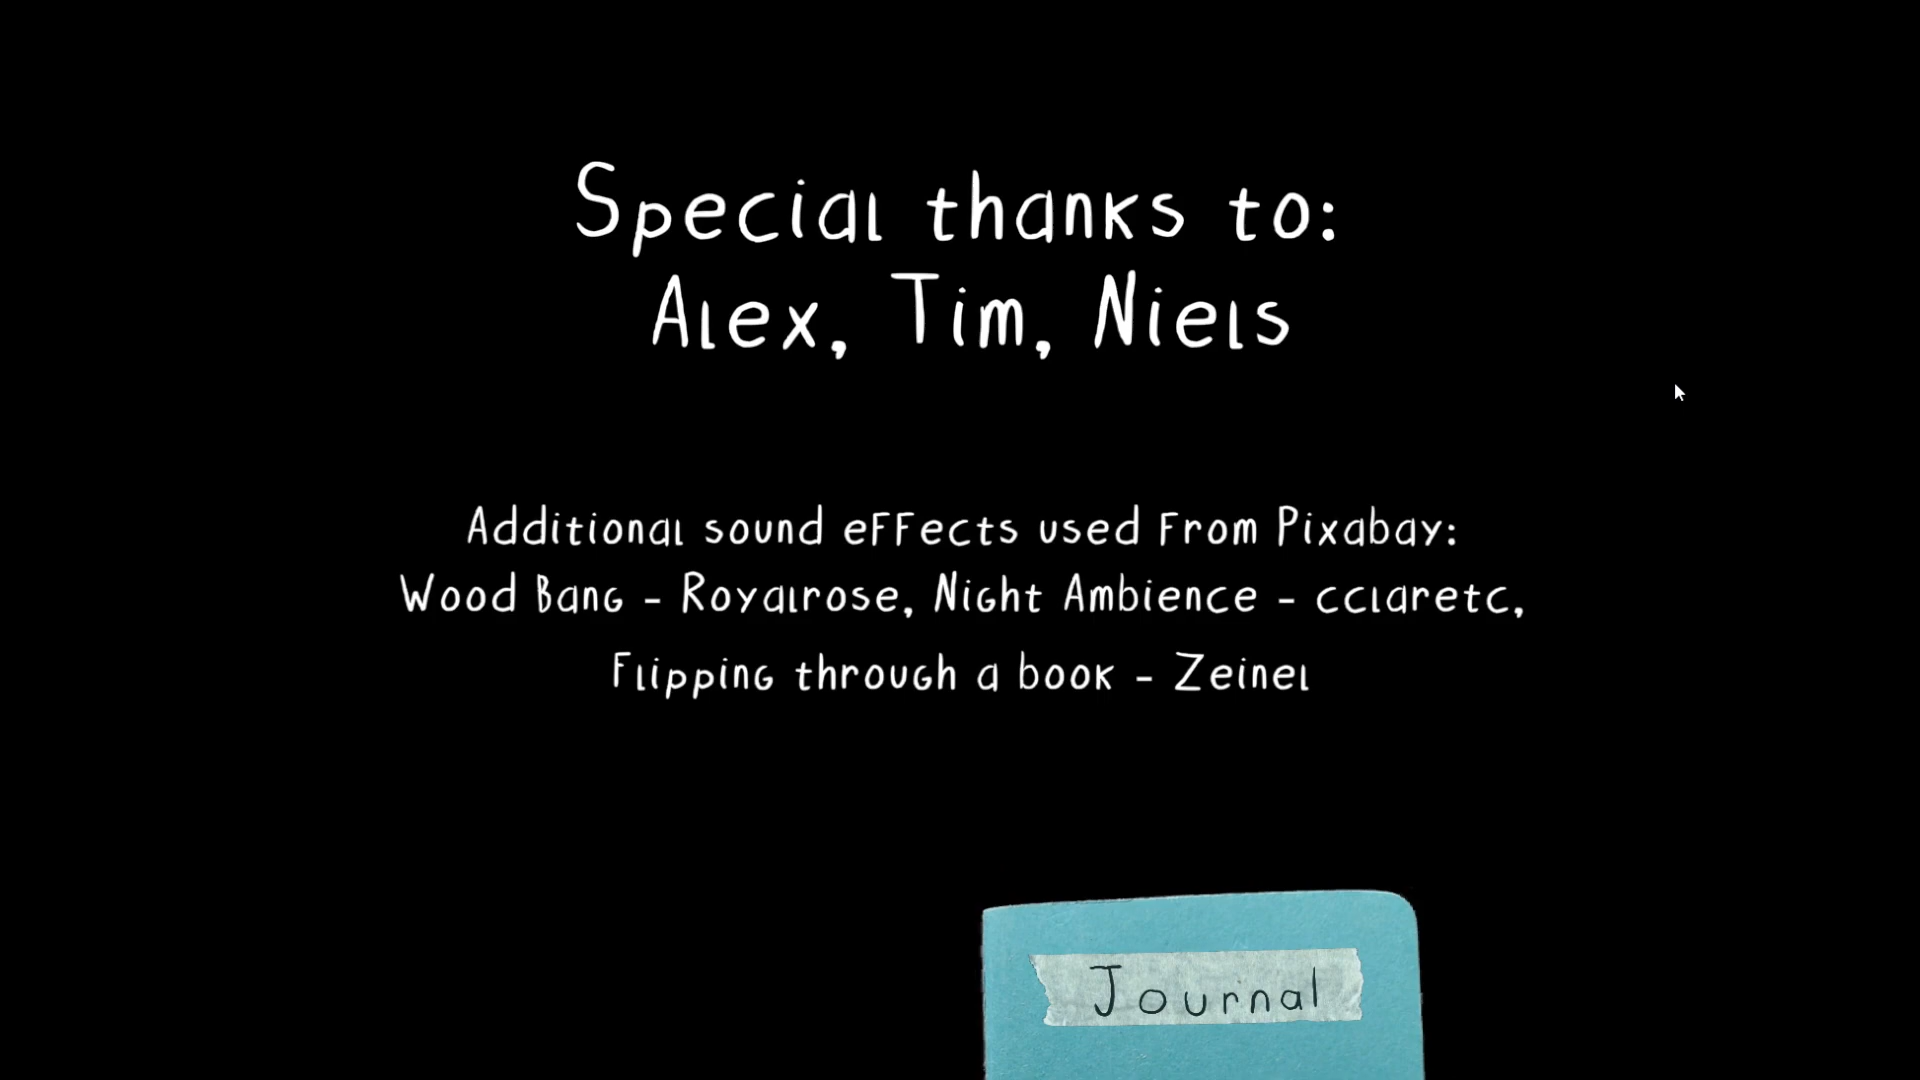 Special thanks to:
Alex, Tim, Niels
Additional sound effects used from Pixabay:
Wood Bang - Royalrose, Night Ambience - cclaretc,
Flipping through a book - Zeinel
Journal